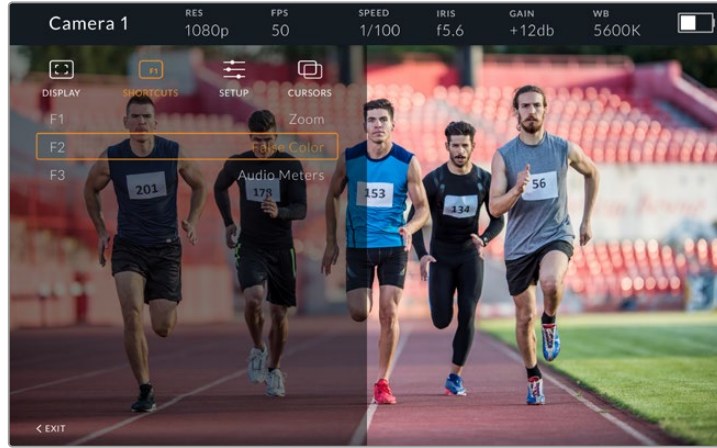 Camera 1
RES FPS SPEED IRIS GAIN WB
1080p 50 1/100 f5.6 +12db 5600K
F1
DISPLAY SHORTCUTS SETUP CURSORS
F1 Zoom
F2 False Color
F3 Audio Meters
201
178
153
134
56
< EXIT